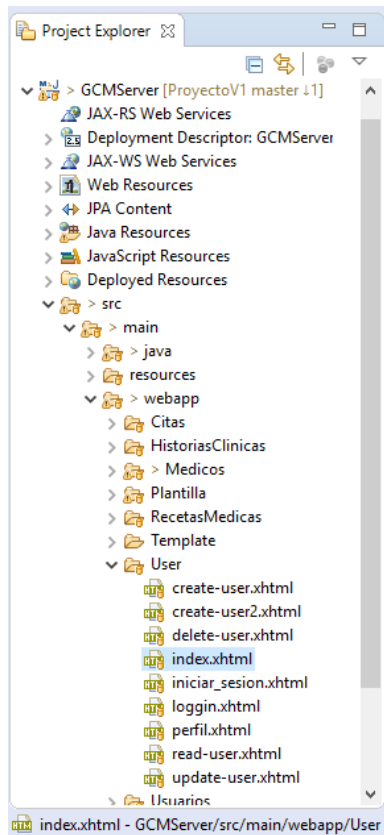 Project Explorer
> GCMServer [ProyectoV1 master ↓1]
JAX-RS Web Services
Deployment Descriptor: GCMServer
JAX-WS Web Services
Web Resources
JPA Content
Java Resources
JavaScript Resources
Deployed Resources
> src
> main
> java
resources
> webapp
Citas
HistoriasClinicas
> Medicos
Plantilla
RecetasMedicas
Template
User
create-user.xhtml
create-user2.xhtml
delete-user.xhtml
index.xhtml
iniciar_sesion.xhtml
loggin.xhtml
perfil.xhtml
read-user.xhtml
update-user.xhtml
> Usuarios
index.xhtml - GCMServer/src/main/webapp/User